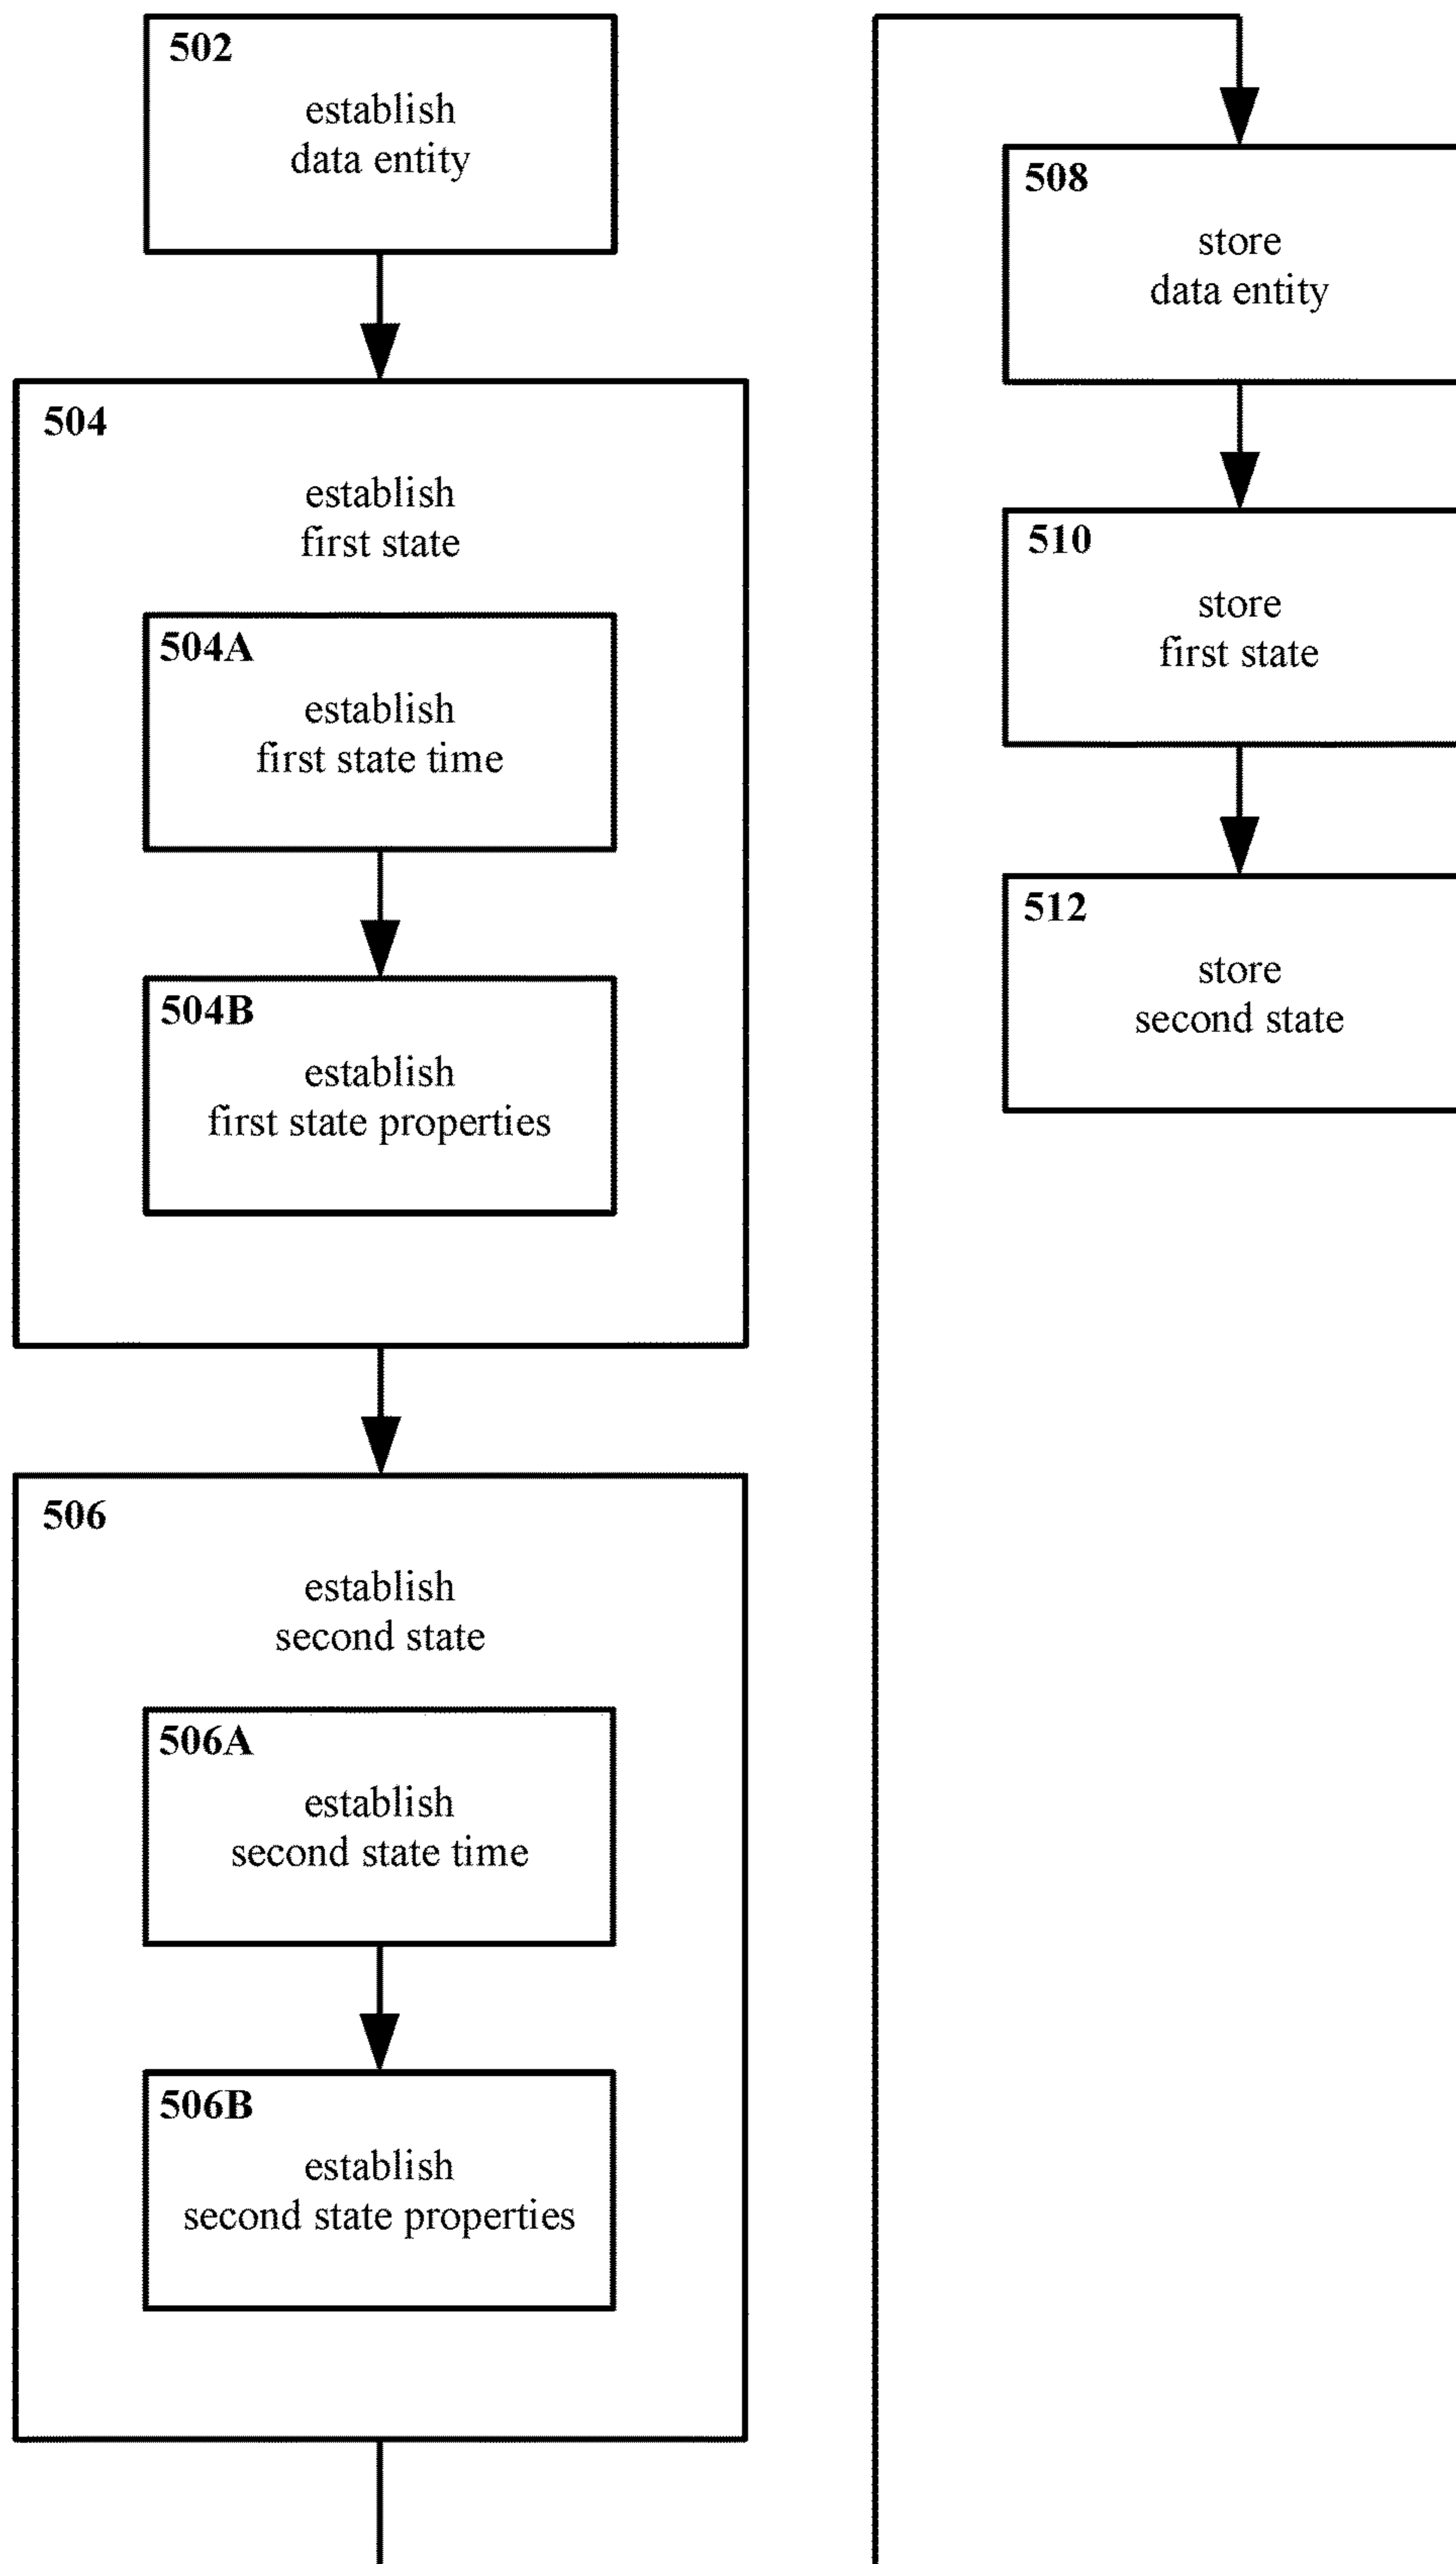 502
establish
data entity
504
establish
first state
504A
establish
first state time
504B
establish
first state properties
506
establish
second state
506A
establish
second state time
506B
establish
second state properties
508
store
data entity
510
store
first state
512
store
second state